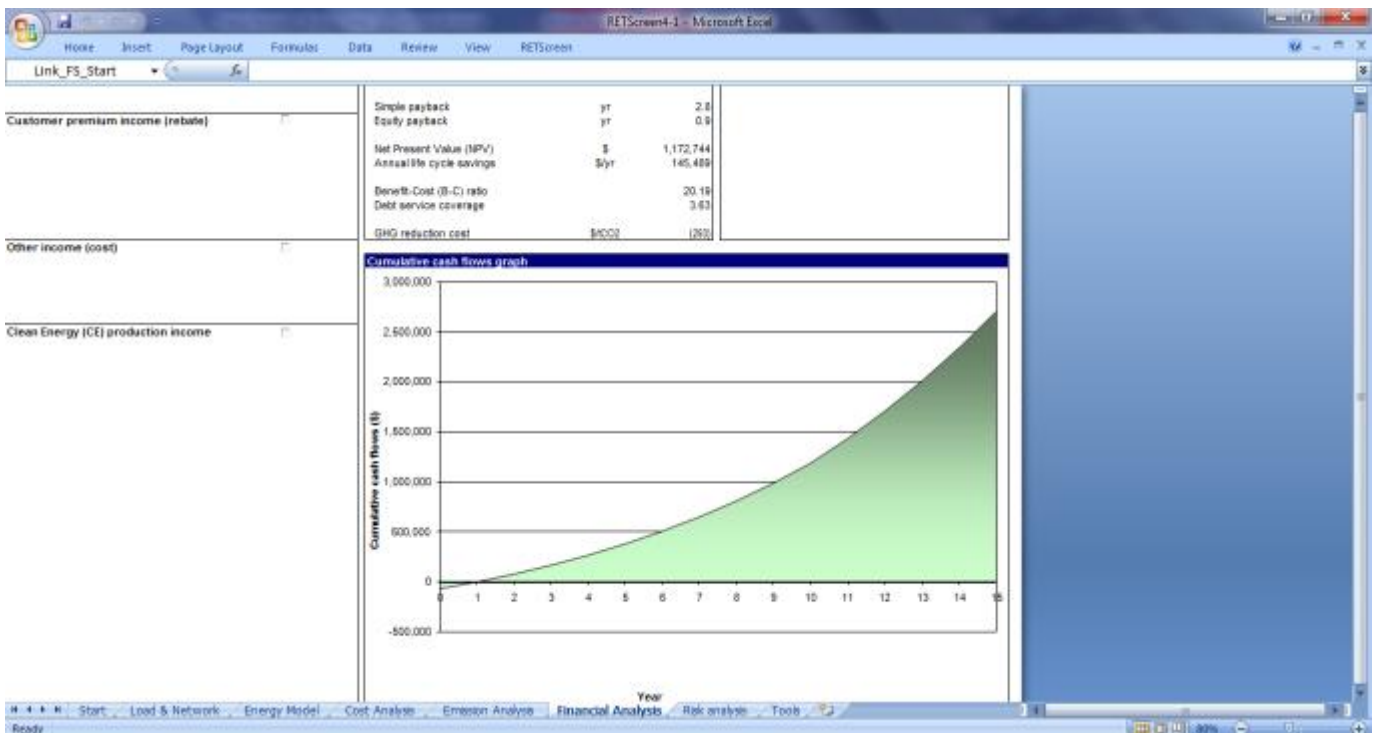 RETScreen4-1 - Microsoft Excel
Home Insert Page Layout Formulas Data Review View RETScreen
Link_FS_Start fx
Simple payback yr 2.8
Customer premium income (rebate) Equity payback yr 0.9
Net Present Value (NPV) $ 1,172,744
Annual life cycle savings $/yr 145,489
Benefit-Cost (B-C) ratio 20.19
Debt service coverage 3.63
GHG reduction cost $/tCO2
Other income (cost)
Cumulative cash flows graph
3,000,000
Clean Energy (CE) production income
2,500,000
2,000,000
1,500,000
1,000,000
500,000
0
-500,000
Cumulative cash flows ($)
0 1 2 3 4 5 6 7 8 9 10 11 12 13 14 15
Year
Start Load & Network Energy Model Cost Analysis Emission Analysis Financial Analysis Risk analysis Tools
Ready 80%